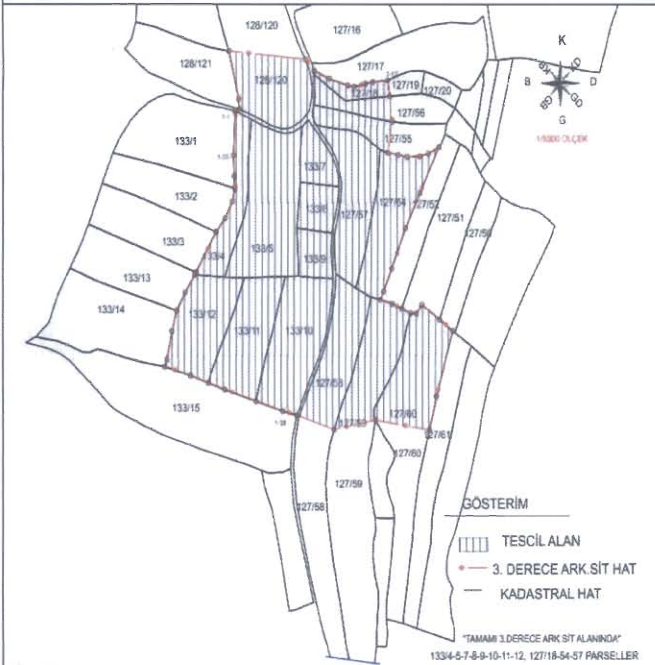 128/120
127/16
128/121
127/17
K
B
D
G
KD
GD
128/120
127/18
127/19
127/20
1/5000 ÖLÇEK
127/56
127/55
133/1
133/7
133/2
133/8
127/57
127/54
127/52
127/51
127/50
133/3
133/4
133/5
133/9
133/13
133/14
133/12
133/11
133/10
127/58
127/60
133/15
127/61
127/60
127/59
127/58
GÖSTERİM
TESCİL ALAN
3. DERECE ARK.SİT HAT
KADASTRAL HAT
"TAMAMI 3.DERECE ARK SİT ALANINDA"
133/4-5-7-8-9-10-11-12, 127/18-54-57 PARSELLER